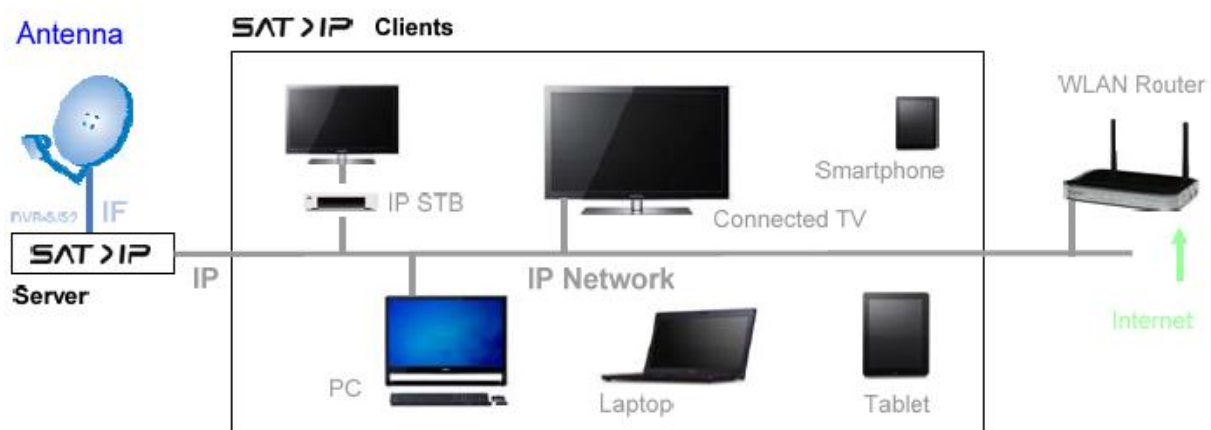 Antenna
SAT>IP Clients
WLAN Router
Smartphone
IP STB
Connected TV
IF
SAT>IP
IP
IP Network
Server
Internet
PC
Laptop
Tablet